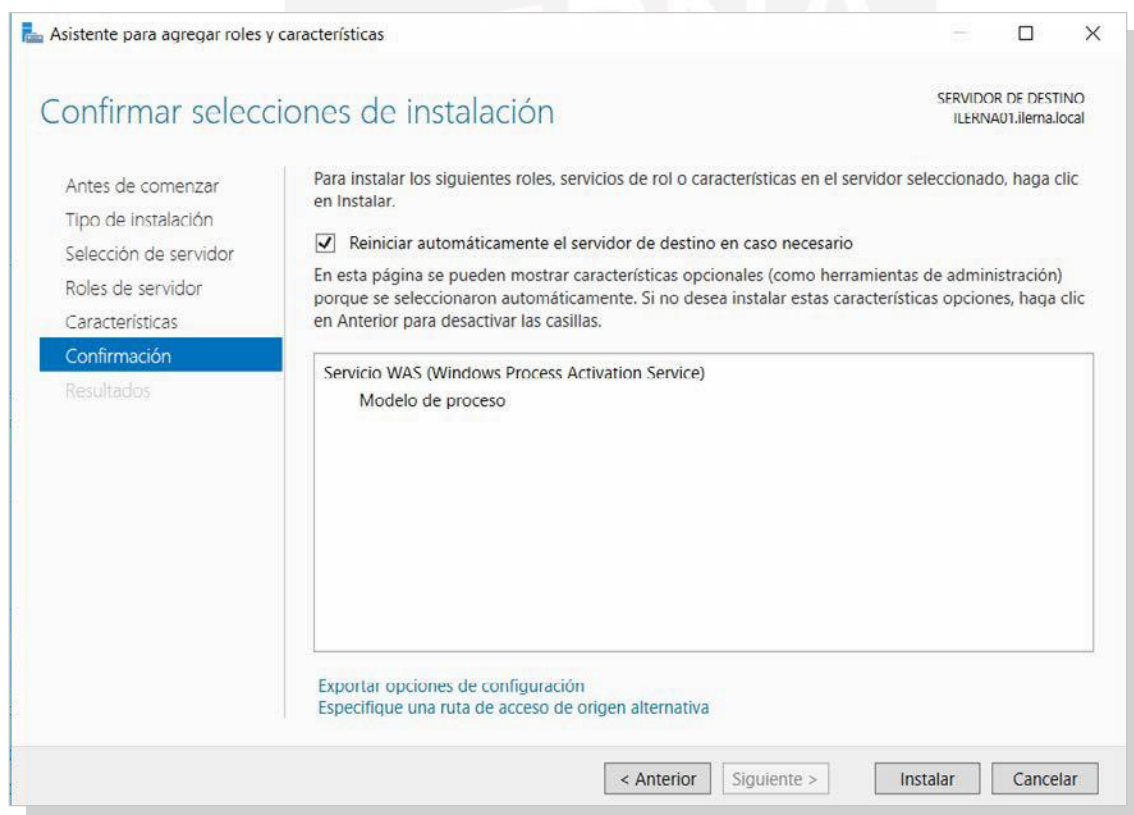 Asistente para agregar roles y características
Confirmar selecciones de instalación
SERVIDOR DE DESTINO
ILERNA01.ilerna.local
Antes de comenzar
Tipo de instalación
Selección de servidor
Roles de servidor
Características
Confirmación
Resultados
Para instalar los siguientes roles, servicios de rol o características en el servidor seleccionado, haga clic
en Instalar.
Reiniciar automáticamente el servidor de destino en caso necesario
En esta página se pueden mostrar características opcionales (como herramientas de administración)
porque se seleccionaron automáticamente. Si no desea instalar estas características opciones, haga clic
en Anterior para desactivar las casillas.
Servicio WAS (Windows Process Activation Service)
Modelo de proceso
Exportar opciones de configuración
Especifique una ruta de acceso de origen alternativa
< Anterior
Siguiente >
Instalar
Cancelar